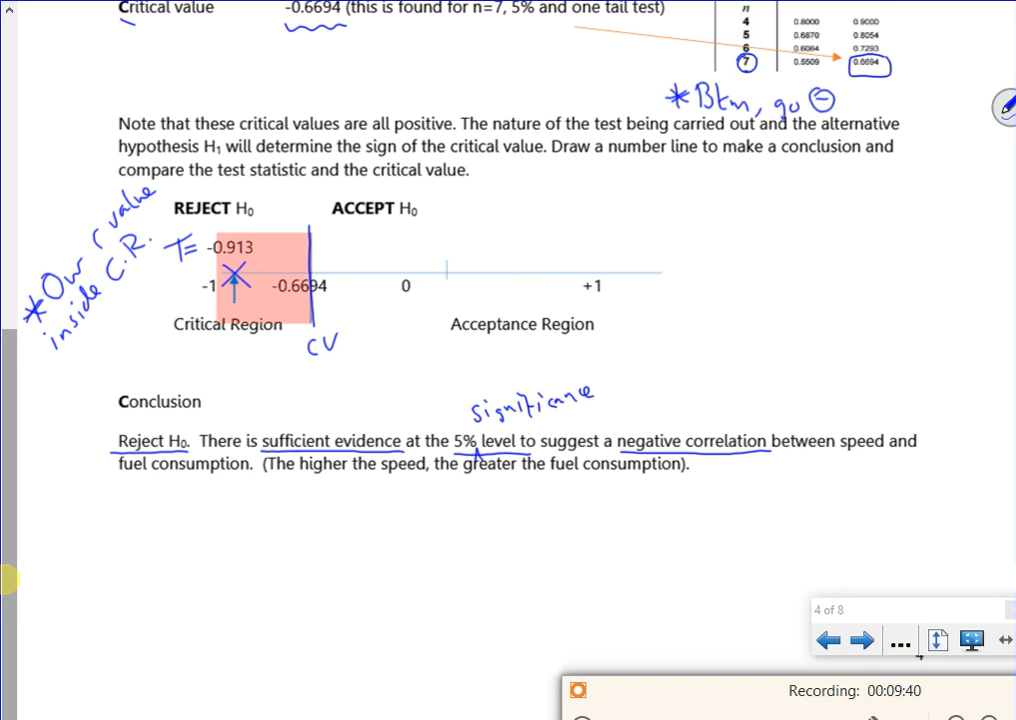 Critical value -0.6694 (this is found for n=7, 5% and one tail test)
n
4 0.8000 0.9000
5 0.6870 0.8054
6 0.6084 0.7293
7 0.5509 0.6694
* Btm, go ⊖
Note that these critical values are all positive. The nature of the test being carried out and the alternative
hypothesis H₁ will determine the sign of the critical value. Draw a number line to make a conclusion and
compare the test statistic and the critical value.
* Our r value
inside C.R.
REJECT H₀ ACCEPT H₀
T= -0.913
-1 -0.6694 0 +1
Critical Region Acceptance Region
CV
Conclusion
significance
Reject H₀. There is sufficient evidence at the 5% level to suggest a negative correlation between speed and
fuel consumption. (The higher the speed, the greater the fuel consumption).
4 of 8
...
Recording: 00:09:40